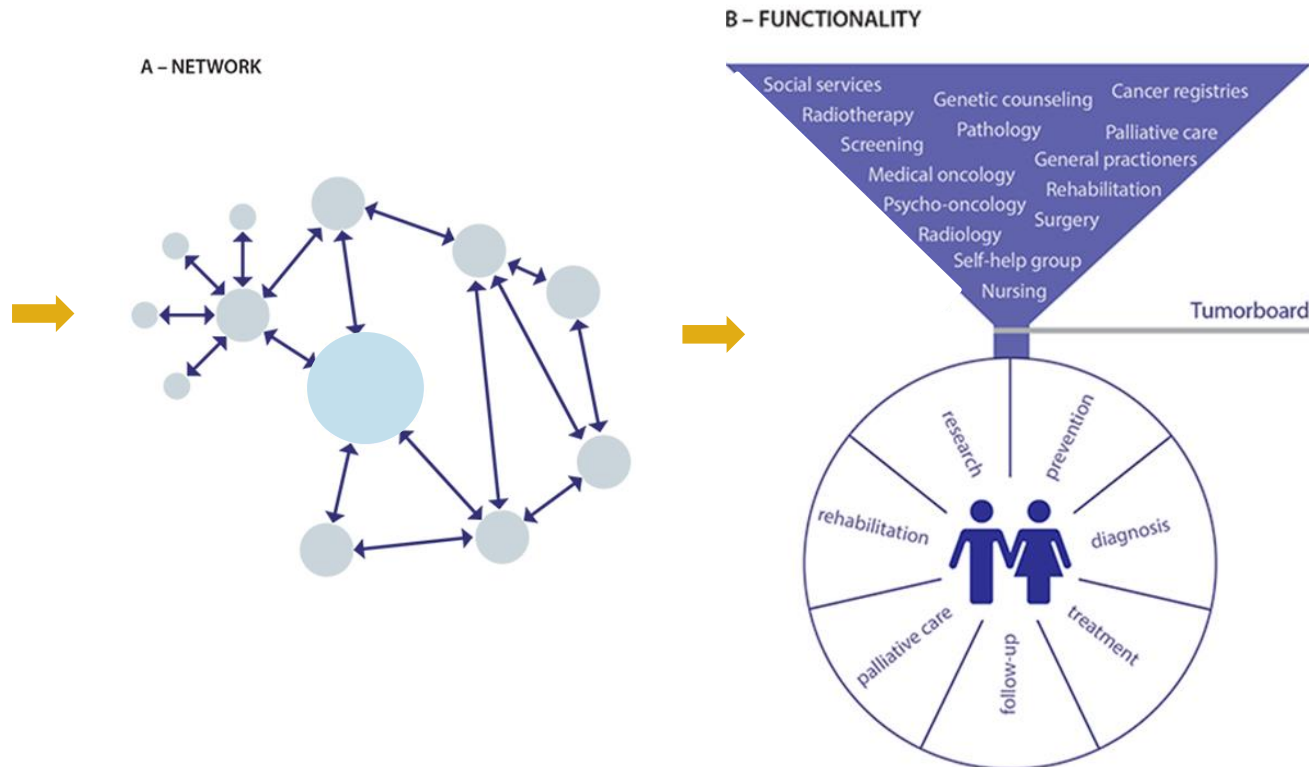 A – NETWORK
B – FUNCTIONALITY
Social services
Genetic counseling
Cancer registries
Radiotherapy
Pathology
Palliative care
Screening
General practioners
Medical oncology
Rehabilitation
Psycho-oncology
Surgery
Radiology
Self-help group
Nursing
Tumorboard
research
prevention
rehabilitation
diagnosis
palliative care
treatment
follow-up